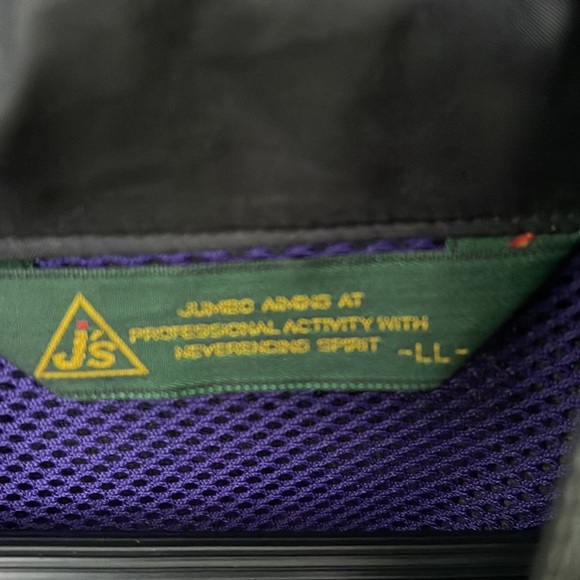 J's
JUMBO AIMING AT
PROFESSIONAL ACTIVITY WITH
NEVERENDING SPIRIT
-LL-